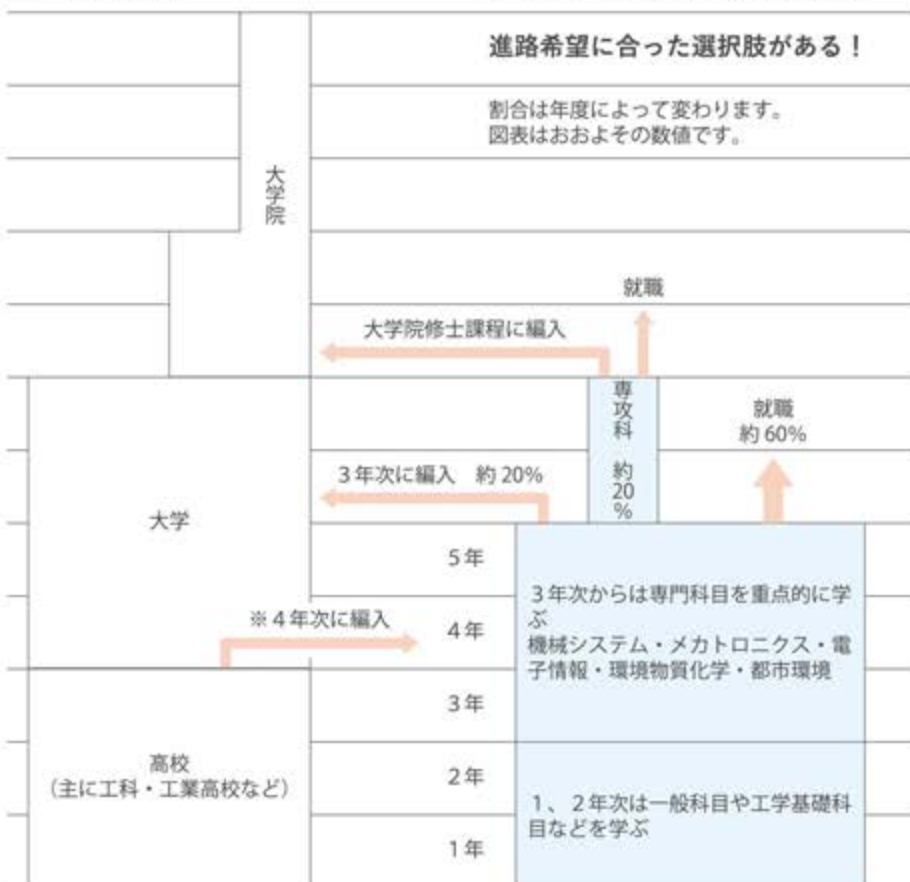 進路希望に合った選択肢がある！
割合は年度によって変わります。
図表はおおよその数値です。
大学院
就職
大学院修士課程に編入
専攻科 約20%
就職
約60%
3年次に編入 約20%
大学
5年
3年次からは専門科目を重点的に学
ぶ
機械システム・メカトロニクス・電
子情報・環境物質化学・都市環境
※4年次に編入
4年
3年
高校
（主に工科・工業高校など）
2年
1、2年次は一般科目や工学基礎科
目などを学ぶ
1年